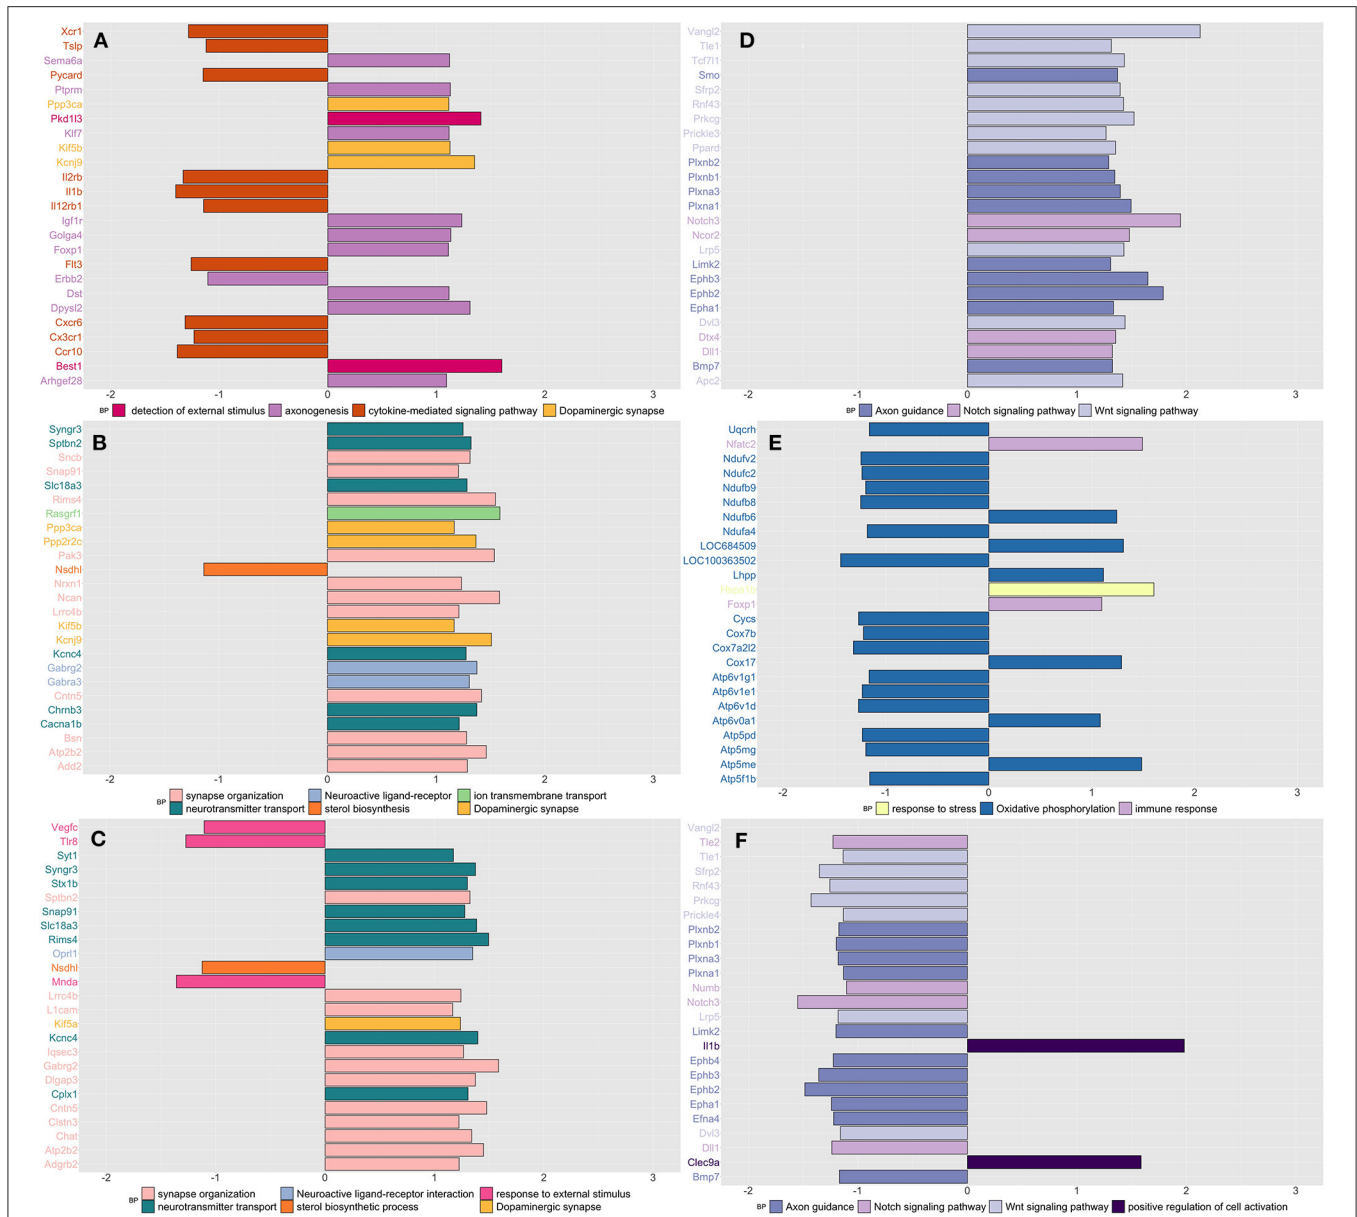 A
Xcr1
Tslp
Sema6a
Pycard
Ptprm
Ppp3ca
Pkd1l3
Klf7
Kif5b
Kcnj9
Il2rb
Il1b
Il12rb1
Igf1r
Golga4
Foxp1
Flt3
Erbb2
Dst
Dpysl2
Cxcr6
Cx3cr1
Ccr10
Best1
Arhgef28
-2 -1 0 1 2 3
BP detection of external stimulus axonogenesis cytokine-mediated signaling pathway Dopaminergic synapse
B
Syngr3
Sptbn2
Sncb
Snap91
Slc18a3
Rims4
Rasgrf1
Ppp3ca
Ppp2r2c
Pak3
Nsdhl
Nrxn1
Ncan
Lrrc4b
Kif5b
Kcnj9
Kcnc4
Gabrg2
Gabra3
Cntn5
Chrnb3
Cacna1b
Bsn
Atp2b2
Add2
-2 -1 0 1 2 3
BP synapse organization Neuroactive ligand-receptor ion transmembrane transport
neurotransmitter transport sterol biosynthesis Dopaminergic synapse
C
Vegfc
Tlr8
Syt1
Syngr3
Stx1b
Sptbn2
Snap91
Slc18a3
Rims4
Oprl1
Nsdhl
Mnda
Lrrc4b
L1cam
Kif5a
Kcnc4
Iqsec3
Gabrg2
Dlgap3
Cplx1
Cntn5
Clstn3
Chat
Atp2b2
Adgrb2
-2 -1 0 1 2 3
BP synapse organization Neuroactive ligand-receptor interaction response to external stimulus
neurotransmitter transport sterol biosynthetic process Dopaminergic synapse
D
Vangl2
Tle1
Tcf7l1
Smo
Sfrp2
Rnf43
Prkcg
Prickle3
Ppard
Plxnb2
Plxnb1
Plxna3
Plxna1
Notch3
Ncor2
Lrp5
Limk2
Ephb3
Ephb2
Epha1
Dvl3
Dtx4
Dll1
Bmp7
Apc2
-2 -1 0 1 2 3
BP Axon guidance Notch signaling pathway Wnt signaling pathway
E
Uqcrh
Nfatc2
Ndufv2
Ndufc2
Ndufb9
Ndufb8
Ndufb6
Ndufa4
LOC684509
LOC100363502
Lhpp
Foxp1
Cycs
Cox7b
Cox7a2l2
Cox17
Atp6v1g1
Atp6v1e1
Atp6v1d
Atp6v0a1
Atp5pd
Atp5mg
Atp5me
Atp5f1b
-2 -1 0 1 2 3
BP response to stress Oxidative phosphorylation immune response
F
Vangl2
Tle2
Tle1
Sfrp2
Rnf43
Prkcg
Prickle4
Plxnb2
Plxnb1
Plxna3
Plxna1
Numb
Notch3
Lrp5
Limk2
Il1b
Ephb4
Ephb3
Ephb2
Epha1
Efna4
Dvl3
Dll1
Clec9a
Bmp7
-2 -1 0 1 2 3
BP Axon guidance Notch signaling pathway Wnt signaling pathway positive regulation of cell activation